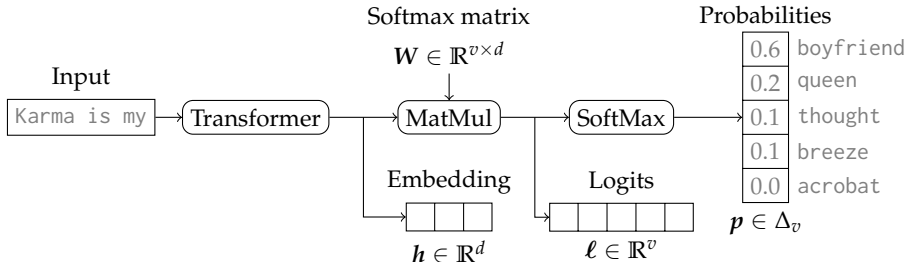 Softmax matrix
Probabilities
W ∈ ℝ^{v×d}
0.6 boyfriend
Input
0.2 queen
Karma is my
Transformer
MatMul
SoftMax
0.1 thought
0.1 breeze
Embedding
Logits
0.0 acrobat
h ∈ ℝ^d
ℓ ∈ ℝ^v
p ∈ Δ_v